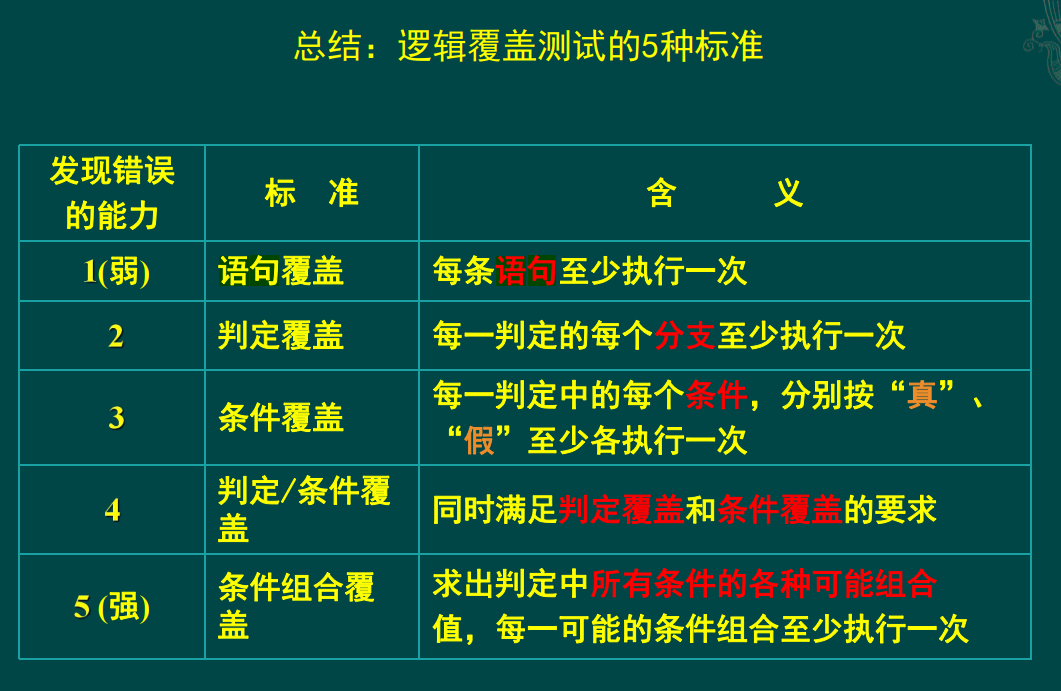 总结：逻辑覆盖测试的5种标准
发现错误
的能力
标 准
含 义
1(弱)
语句覆盖
每条语句至少执行一次
2
判定覆盖
每一判定的每个分支至少执行一次
3
条件覆盖
每一判定中的每个条件，分别按“真”、
“假”至少各执行一次
4
判定/条件覆
盖
同时满足判定覆盖和条件覆盖的要求
5 (强)
条件组合覆
盖
求出判定中所有条件的各种可能组合
值，每一可能的条件组合至少执行一次